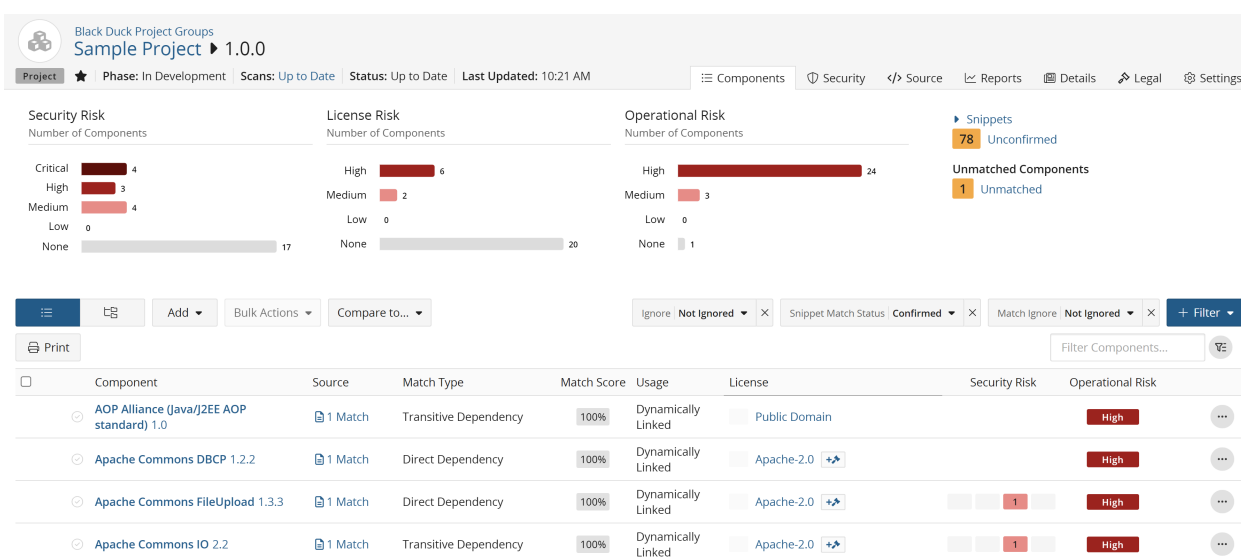 Black Duck Project Groups
Sample Project 1.0.0
Project Phase: In Development Scans: Up to Date Status: Up to Date Last Updated: 10:21 AM
Components Security Source Reports Details Legal Settings
Security Risk
Number of Components
Critical 4
High 3
Medium 4
Low 0
None 17
License Risk
Number of Components
High 6
Medium 2
Low 0
None 20
Operational Risk
Number of Components
High 24
Medium 3
Low 0
None 1
Snippets
78 Unconfirmed
Unmatched Components
1 Unmatched
Add Bulk Actions Compare to... Ignore Not Ignored Snippet Match Status Confirmed Match Ignore Not Ignored + Filter
Print Filter Components...
Component Source Match Type Match Score Usage License Security Risk Operational Risk
AOP Alliance (Java/J2EE AOP
standard) 1.0 1 Match Transitive Dependency 100% Dynamically
Linked Public Domain High
Apache Commons DBCP 1.2.2 1 Match Direct Dependency 100% Dynamically
Linked Apache-2.0 High
Apache Commons FileUpload 1.3.3 1 Match Direct Dependency 100% Dynamically
Linked Apache-2.0 1 High
Apache Commons IO 2.2 1 Match Transitive Dependency 100% Dynamically
Linked Apache-2.0 1 High